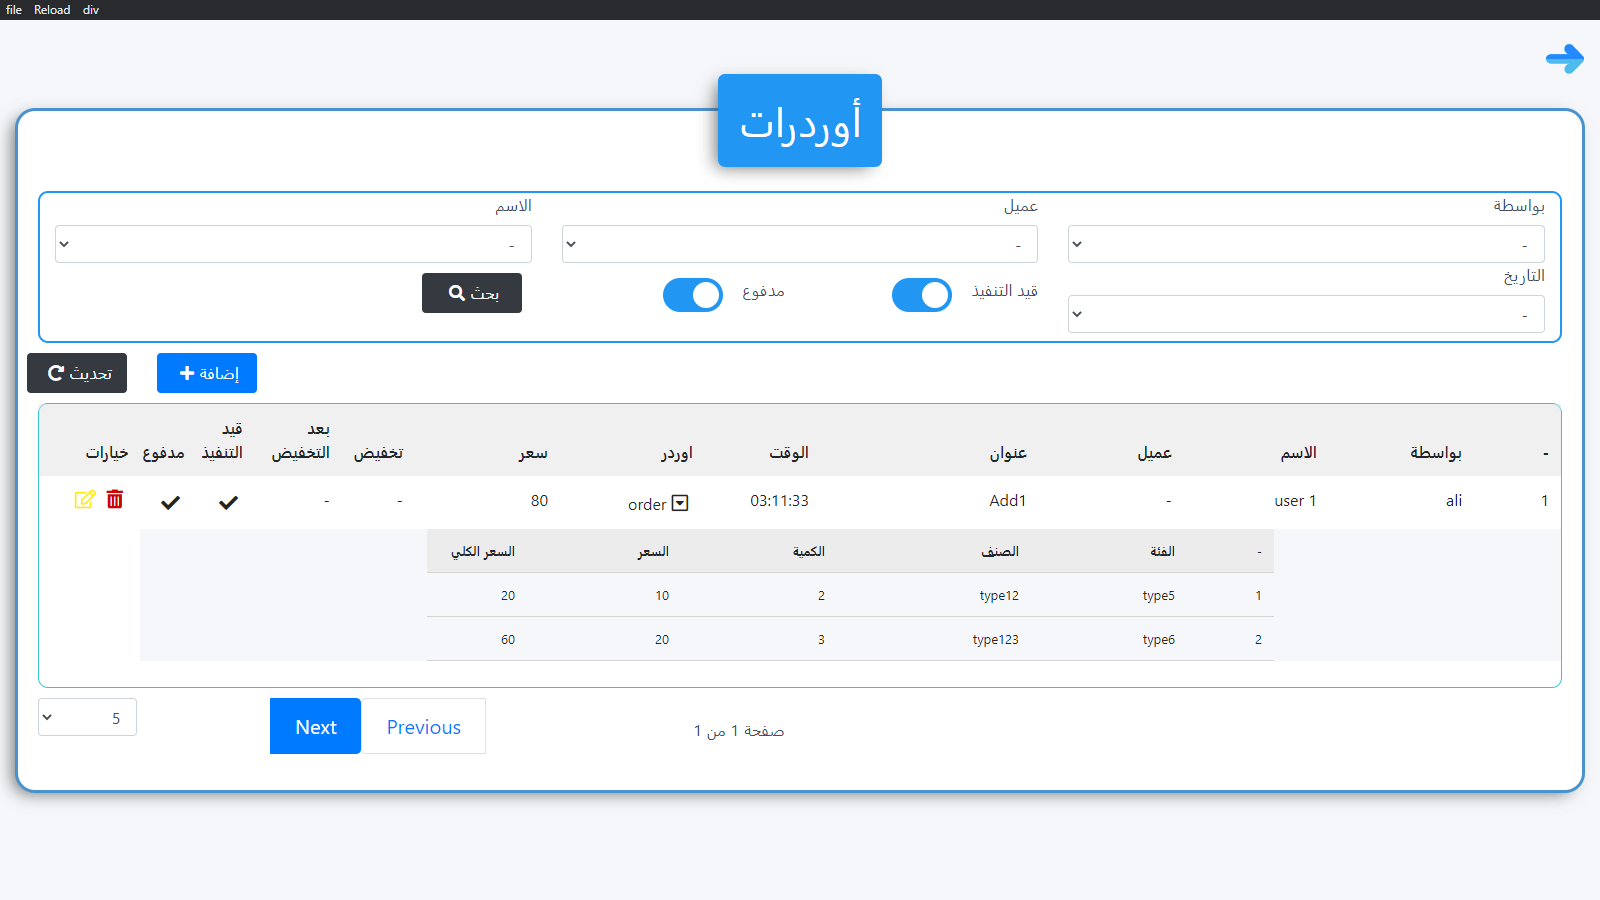 file Reload div
أوردرات
بواسطة عميل الاسم
- - -
التاريخ قيد التنفيذ مدفوع بحث
-
إضافة تحديث
- بواسطة الاسم عميل عنوان الوقت اوردر سعر تخفيض بعد التخفيض قيد التنفيذ مدفوع خيارات
1 ali user 1 - Add1 03:11:33 order 80 - -
- الفئة الصنف الكمية السعر السعر الكلي
1 type5 type12 2 10 20
2 type6 type123 3 20 60
صفحة 1 من 1 Previous Next 5